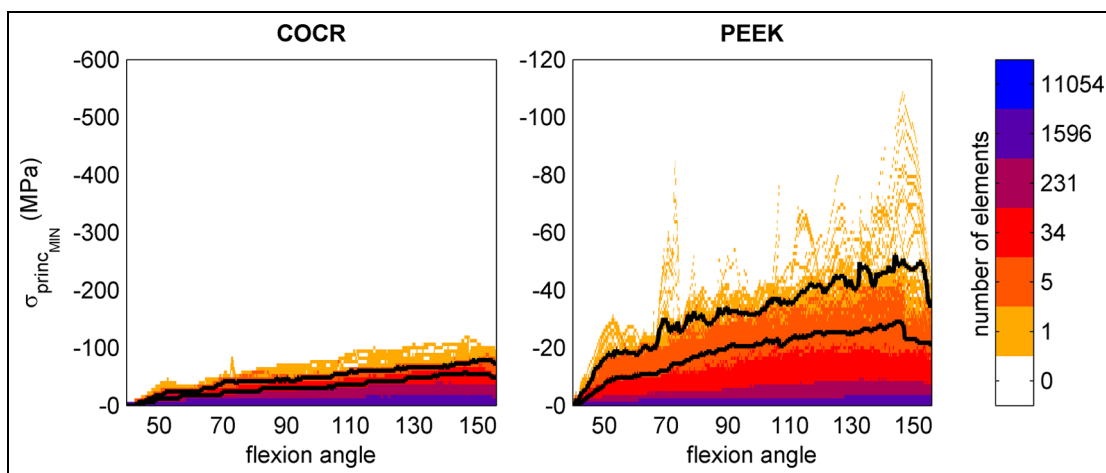 COCR
PEEK
σprincMIN (MPa)
-600
-500
-400
-300
-200
-100
-0
50 70 90 110 130 150
flexion angle
-120
-100
-80
-60
-40
-20
-0
50 70 90 110 130 150
flexion angle
number of elements
11054
1596
231
34
5
1
0